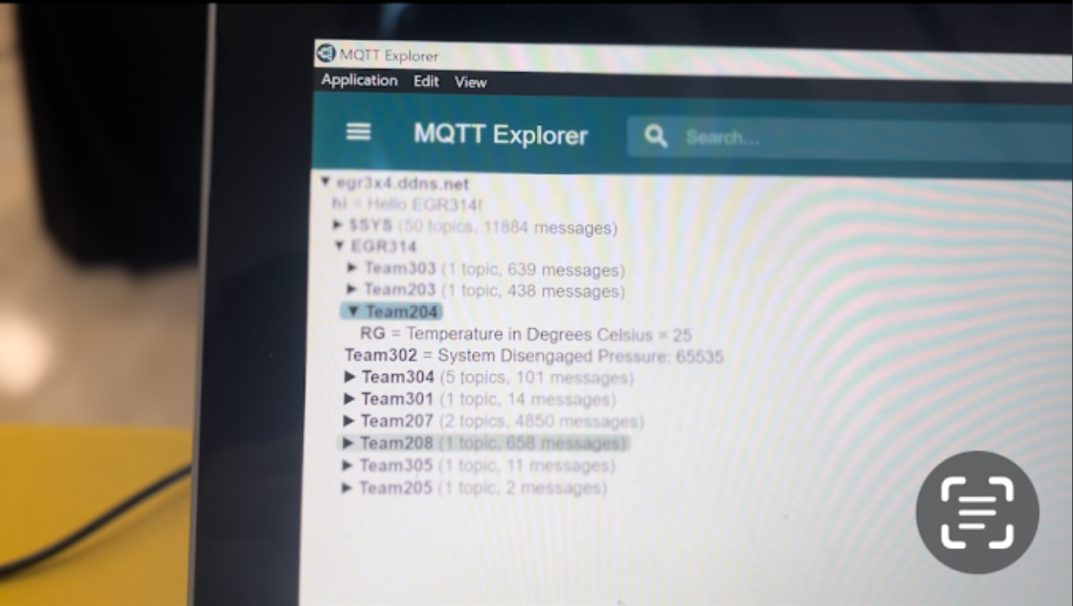 MQTT Explorer
Application Edit View
MQTT Explorer Search...
▼ egr3x4.ddns.net
hi = Hello EGR314!
▶ $SYS (50 topics, 11884 messages)
▼ EGR314
▶ Team303 (1 topic, 639 messages)
▶ Team203 (1 topic, 438 messages)
▼ Team204
RG = Temperature in Degrees Celsius = 25
Team302 = System Disengaged Pressure: 65535
▶ Team304 (5 topics, 101 messages)
▶ Team301 (1 topic, 14 messages)
▶ Team207 (2 topics, 4850 messages)
▶ Team208 (1 topic, 658 messages)
▶ Team305 (1 topic, 11 messages)
▶ Team205 (1 topic, 2 messages)